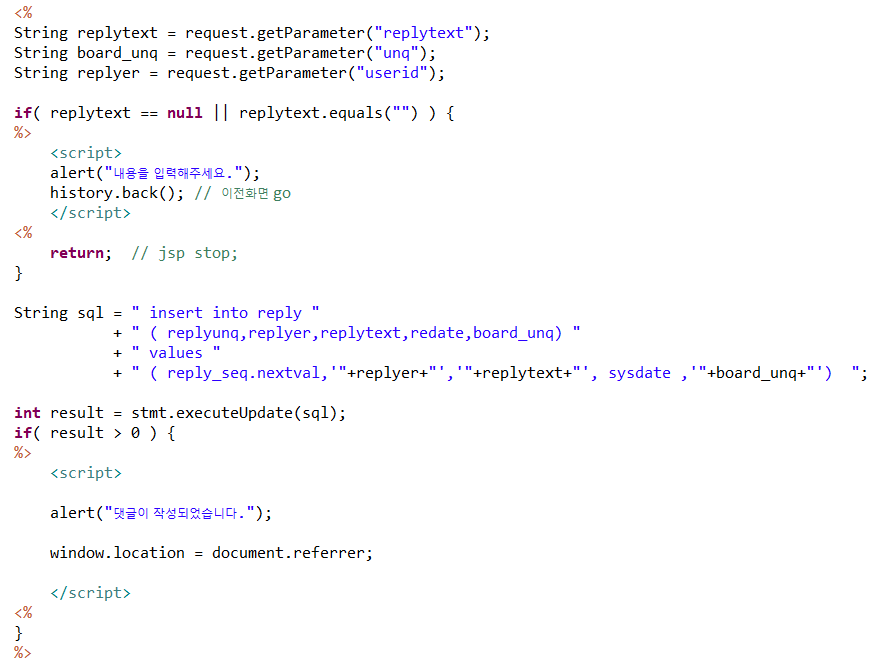 <%
String replytext = request.getParameter("replytext");
String board_unq = request.getParameter("unq");
String replyer = request.getParameter("userid");
if( replytext == null || replytext.equals("") ) {
%>
<script>
alert("내용을 입력해주세요.");
history.back(); // 이전화면 go
</script>
<%
return;  // jsp stop;
}
String sql = " insert into reply "
+ " ( replyunq,replyer,replytext,redate,board_unq) "
+ " values "
+ " ( reply_seq.nextval,'"+replyer+"','"+replytext+"', sysdate ,'"+board_unq+"')  ";
int result = stmt.executeUpdate(sql);
if( result > 0 ) {
%>
<script>
alert("댓글이 작성되었습니다.");
window.location = document.referrer;
</script>
<%
}
%>